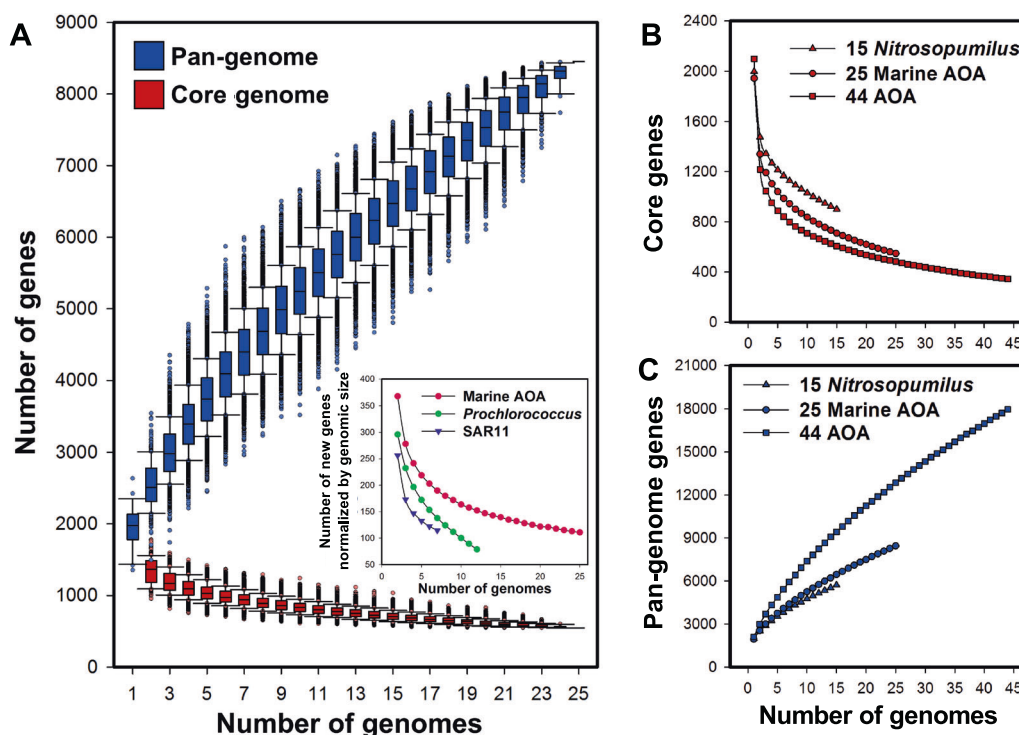 A
Pan-genome
Core genome
Number of genes
9000
8000
7000
6000
5000
4000
3000
2000
1000
0
1 3 5 7 9 11 13 15 17 19 21 23 25
Number of genomes
Number of new genes
normalized by genomic size
400
350
300
250
200
150
100
50
Marine AOA
Prochlorococcus
SAR11
0 5 10 15 20 25
Number of genomes
B
15 Nitrosopumilus
25 Marine AOA
44 AOA
Core genes
2400
2000
1600
1200
800
400
0
0 5 10 15 20 25 30 35 40 45
C
15 Nitrosopumilus
25 Marine AOA
44 AOA
Pan-genome genes
21000
18000
15000
12000
9000
6000
3000
0
0 5 10 15 20 25 30 35 40 45
Number of genomes